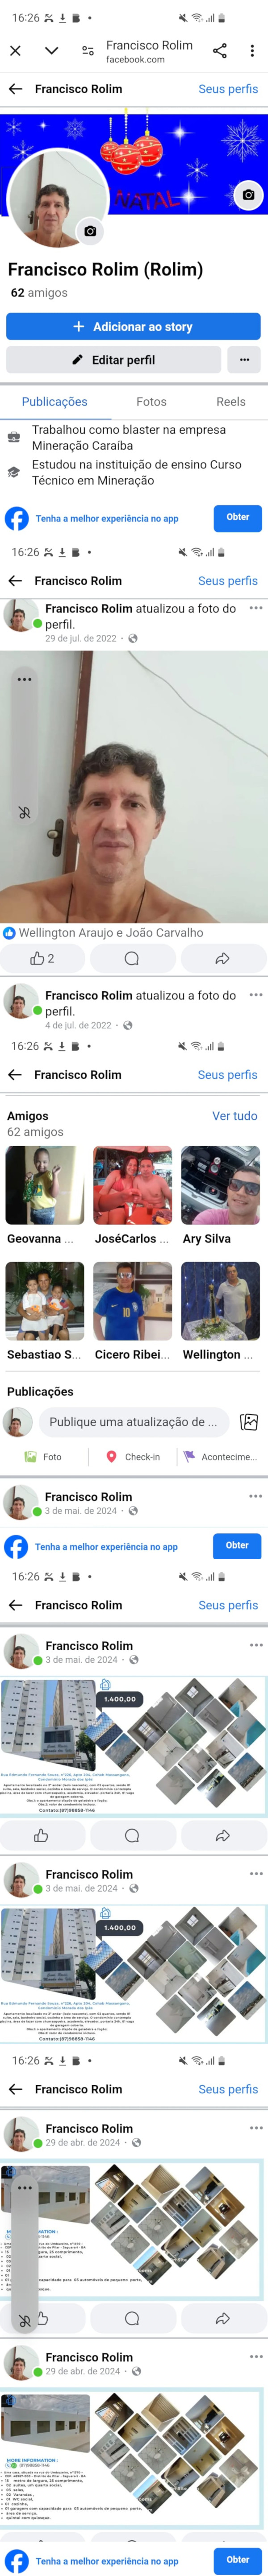 16:26
Francisco Rolim
facebook.com
Francisco Rolim
Seus perfis
NATAL
Francisco Rolim (Rolim)
62 amigos
+ Adicionar ao story
Editar perfil
Publicações
Fotos
Reels
Trabalhou como blaster na empresa
Mineração Caraíba
Estudou na instituição de ensino Curso
Técnico em Mineração
Tenha a melhor experiência no app
Obter
16:26
Francisco Rolim
Seus perfis
Francisco Rolim atualizou a foto do
perfil.
29 de jul. de 2022 ·
Wellington Araujo e João Carvalho
2
Francisco Rolim atualizou a foto do
perfil.
4 de jul. de 2022 ·
16:26
Francisco Rolim
Seus perfis
Amigos
Ver tudo
62 amigos
Geovanna ...
JoséCarlos ...
Ary Silva
10
Sebastiao S...
Cicero Ribei...
Wellington ...
Publicações
Publique uma atualização de ...
Foto
Check-in
Acontecime...
Francisco Rolim
3 de mai. de 2024 ·
Tenha a melhor experiência no app
Obter
16:26
Francisco Rolim
Seus perfis
Francisco Rolim
3 de mai. de 2024 ·
1.400,00
Contato:(87)98858-1146
Francisco Rolim
3 de mai. de 2024 ·
1.400,00
Contato:(87)98858-1146
16:26
Francisco Rolim
Seus perfis
Francisco Rolim
29 de abr. de 2024 ·
Francisco Rolim
29 de abr. de 2024 ·
MORE INFORMATION :
Tenha a melhor experiência no app
Obter